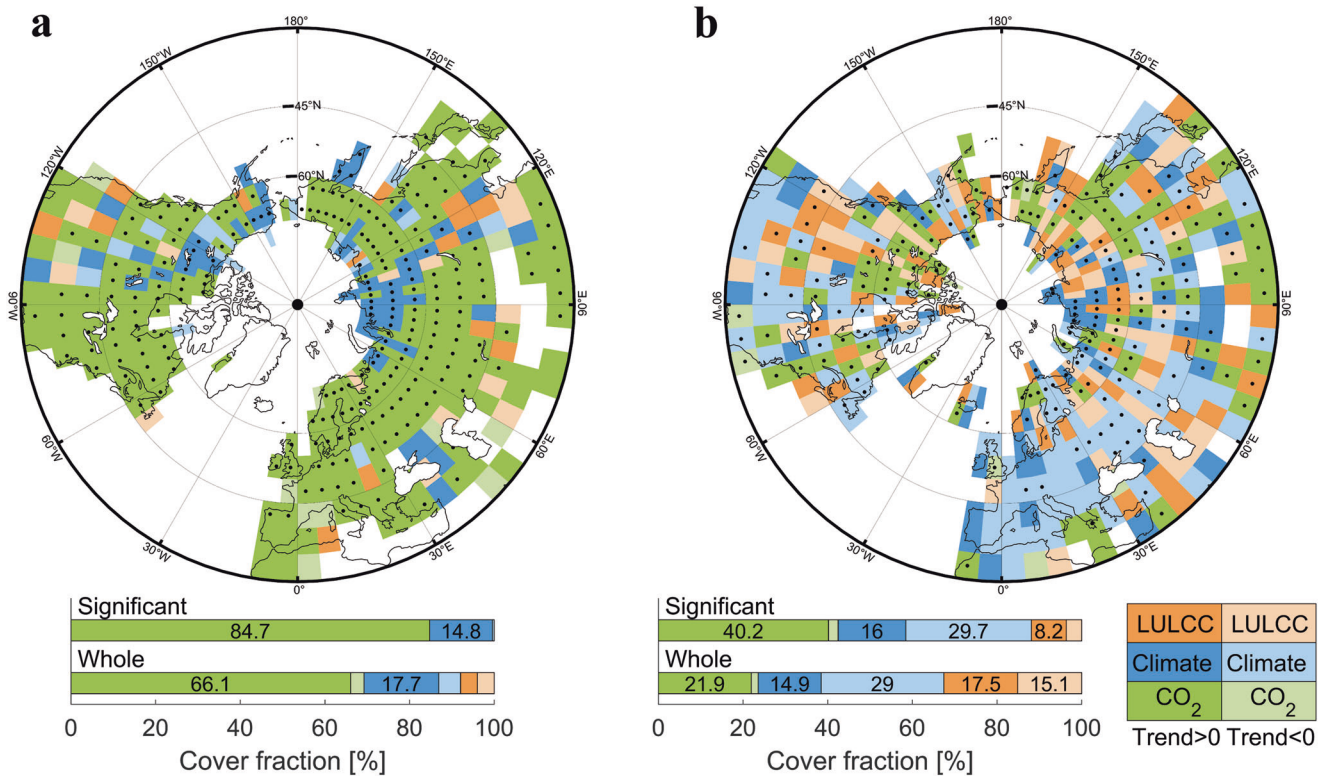 a
180°
150°W
150°E
45°N
120°W
60°N
120°E
90°W
90°E
60°W
60°E
30°W
30°E
0°
Significant
84.7 14.8
Whole
66.1 17.7
0 20 40 60 80 100
Cover fraction [%]
b
180°
150°W
150°E
45°N
120°W
60°N
120°E
90°W
90°E
60°W
60°E
30°W
30°E
0°
Significant
40.2 16 29.7 8.2
Whole
21.9 14.9 29 17.5 15.1
0 20 40 60 80 100
Cover fraction [%]
LULCC LULCC
Climate Climate
CO2 CO2
Trend>0 Trend<0